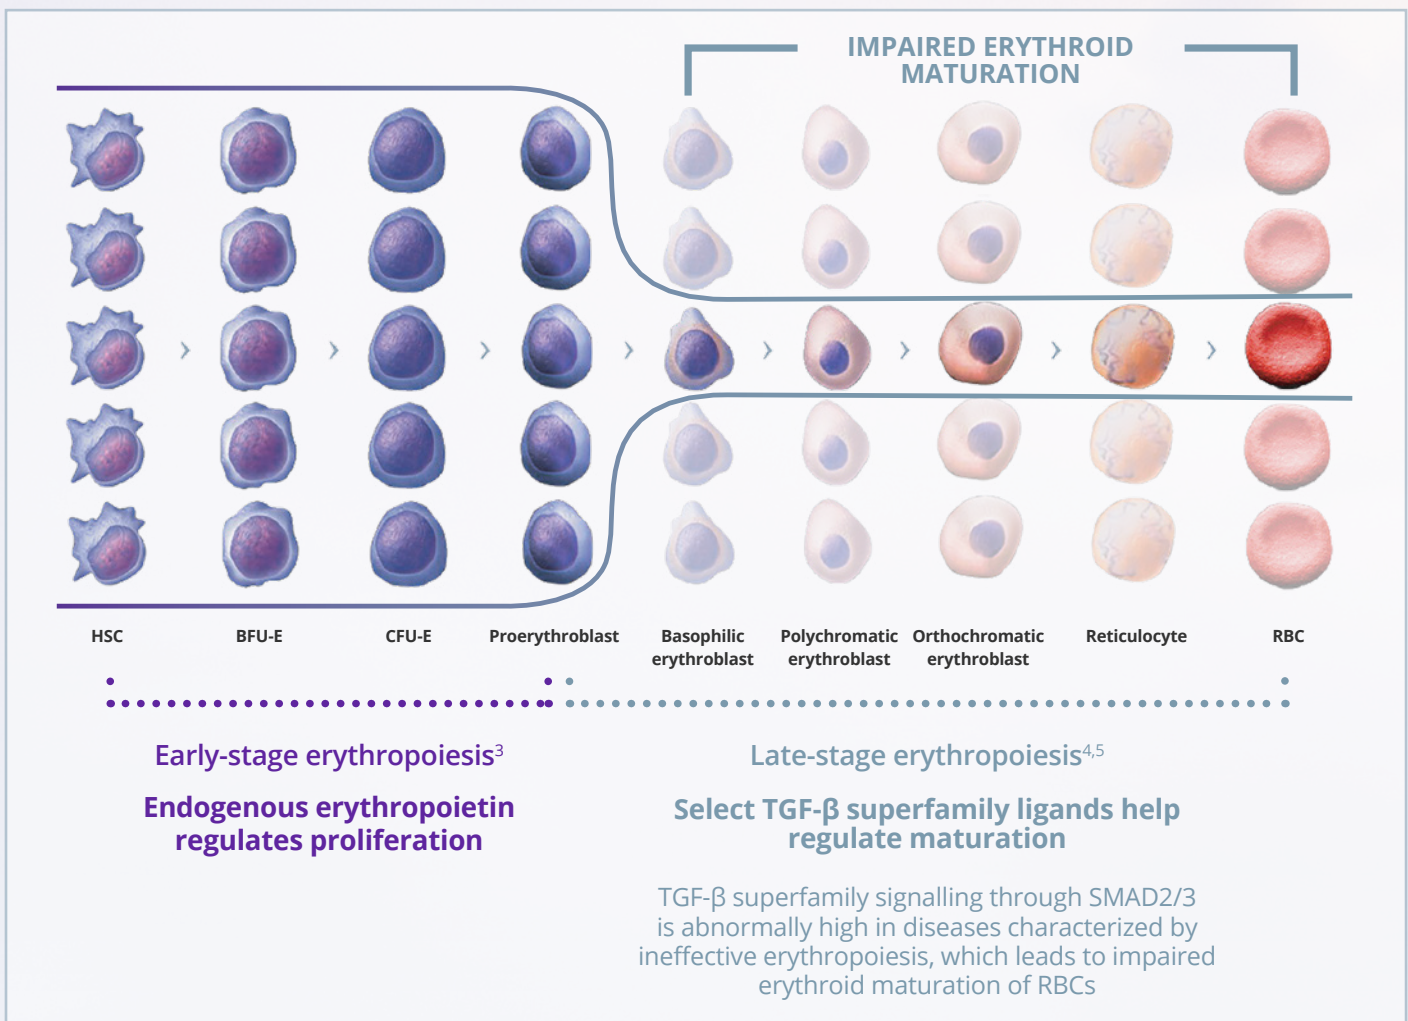 IMPAIRED ERYTHROID
MATURATION
HSC
BFU-E
CFU-E
Proerythroblast
Basophilic
erythroblast
Polychromatic
erythroblast
Orthochromatic
erythroblast
Reticulocyte
RBC
Early-stage erythropoiesis³
Endogenous erythropoietin
regulates proliferation
Late-stage erythropoiesis⁴,⁵
Select TGF-β superfamily ligands help
regulate maturation
TGF-β superfamily signalling through SMAD2/3
is abnormally high in diseases characterized by
ineffective erythropoiesis, which leads to impaired
erythroid maturation of RBCs